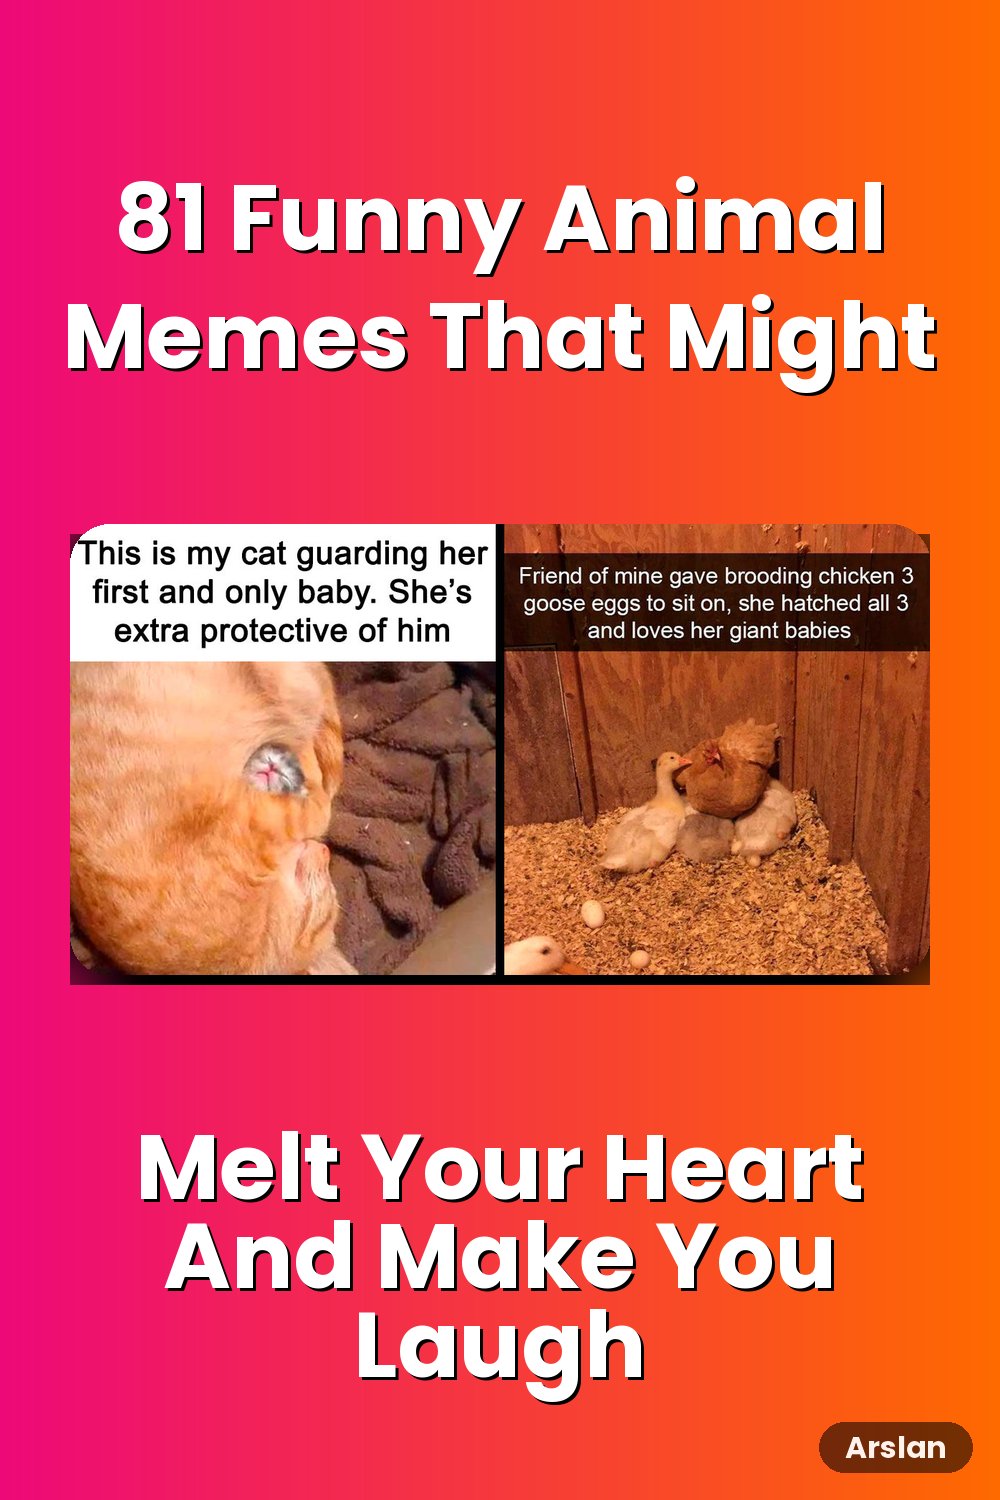 81 Funny Animal
Memes That Might
This is my cat guarding her
first and only baby. She’s
extra protective of him
Friend of mine gave brooding chicken 3
goose eggs to sit on, she hatched all 3
and loves her giant babies
Melt Your Heart
And Make You
Laugh
Arslan